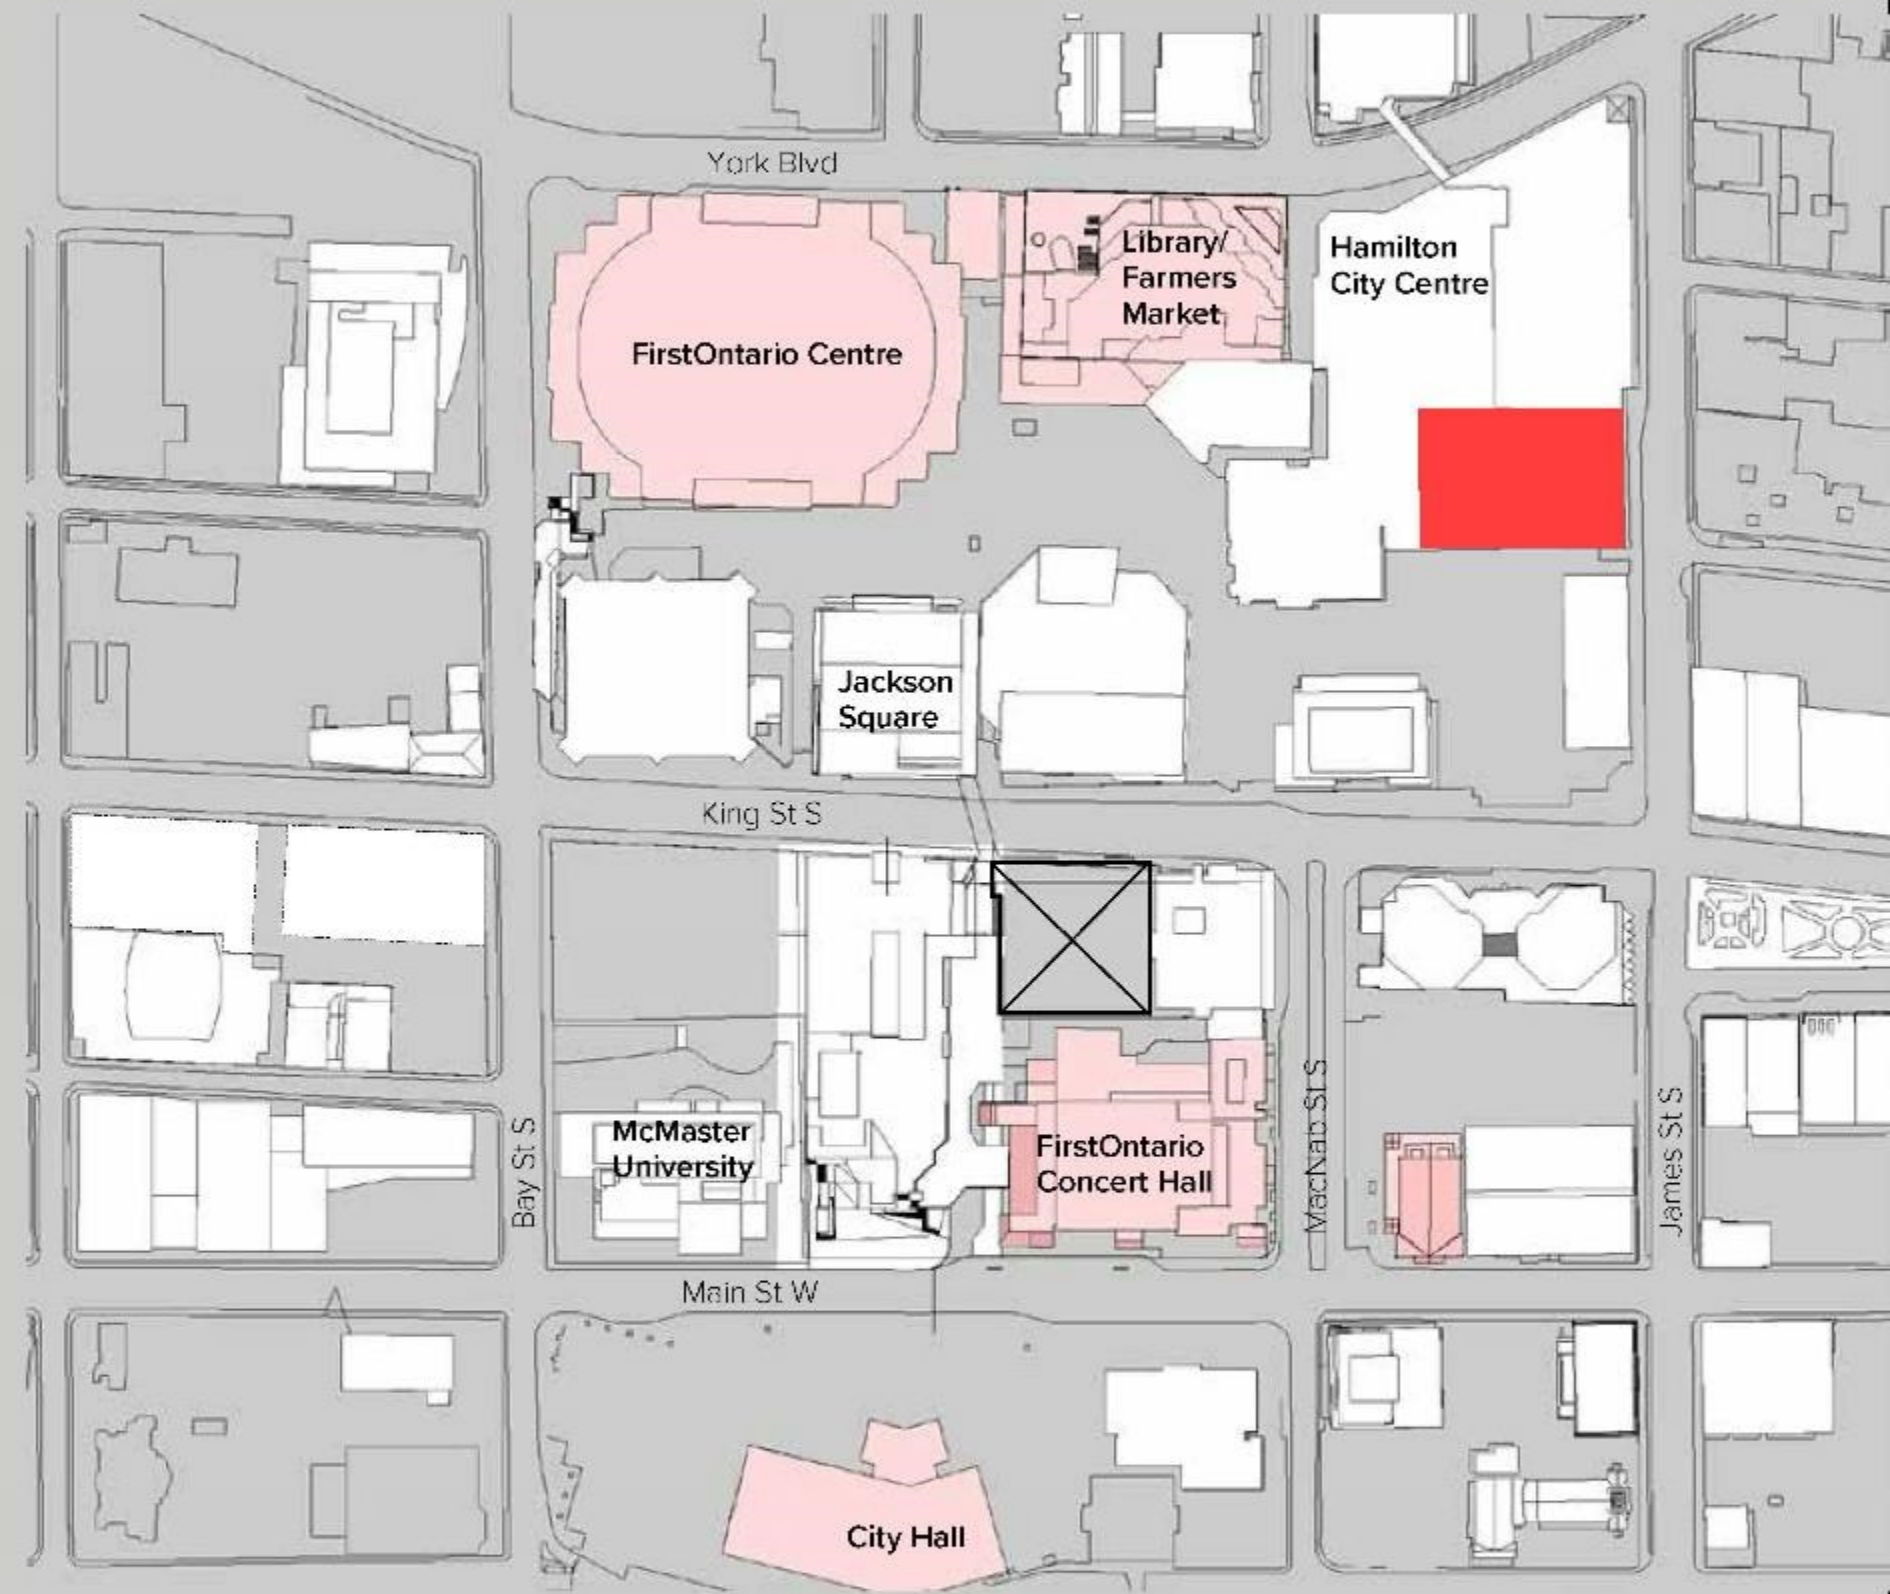 York Blvd
Library/
Farmers
Market
Hamilton
City Centre
FirstOntario Centre
Jackson
Square
King St S
McMaster
University
FirstOntario
Concert Hall
Bay St S
MacNab St S
James St S
Main St W
City Hall